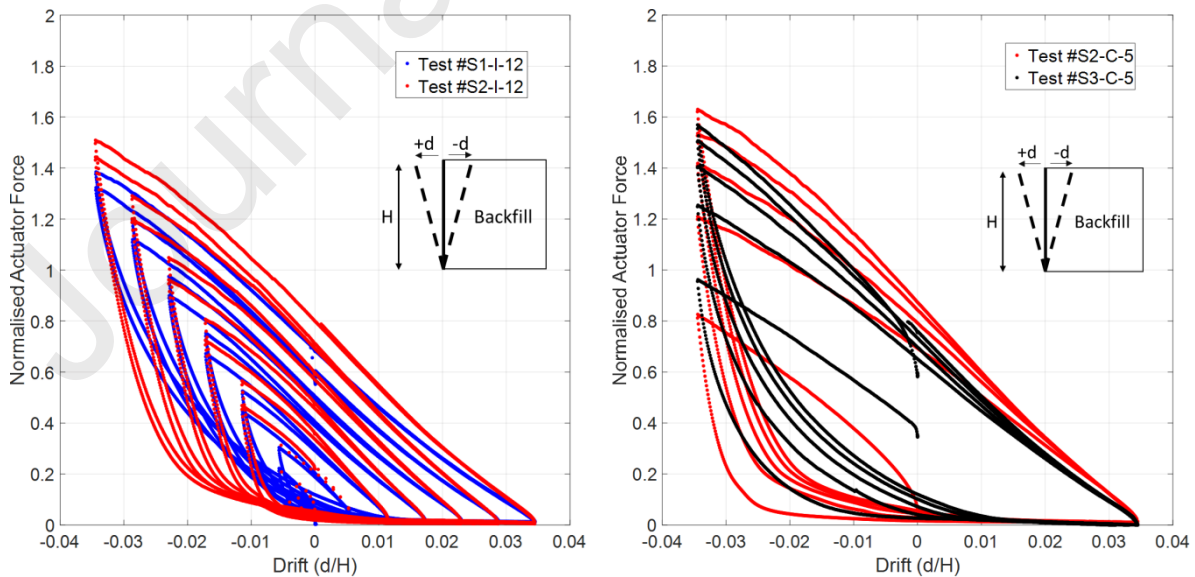 Journa
2
1.8
1.6
1.4
1.2
1
0.8
0.6
0.4
0.2
0
-0.04 -0.03 -0.02 -0.01 0 0.01 0.02 0.03 0.04
Normalised Actuator Force
Drift (d/H)
Test #S1-I-12
Test #S2-I-12
+d -d
H Backfill
2
1.8
1.6
1.4
1.2
1
0.8
0.6
0.4
0.2
0
-0.04 -0.03 -0.02 -0.01 0 0.01 0.02 0.03 0.04
Normalised Actuator Force
Drift (d/H)
Test #S2-C-5
Test #S3-C-5
+d -d
H Backfill